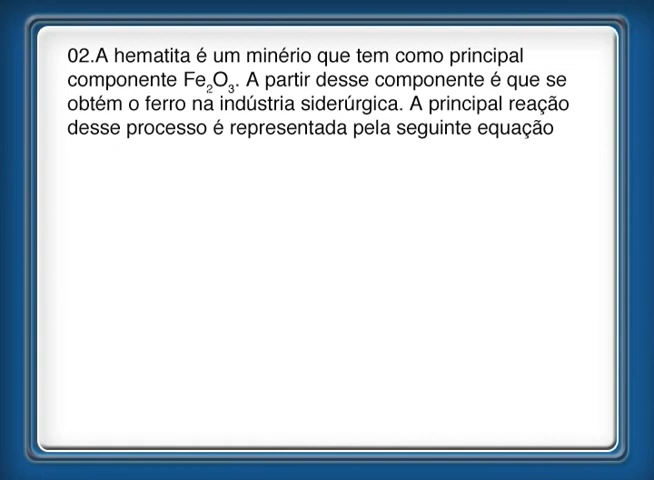 02.A hematita é um minério que tem como principal
componente Fe₂O₃. A partir desse componente é que se
obtém o ferro na indústria siderúrgica. A principal reação
desse processo é representada pela seguinte equação